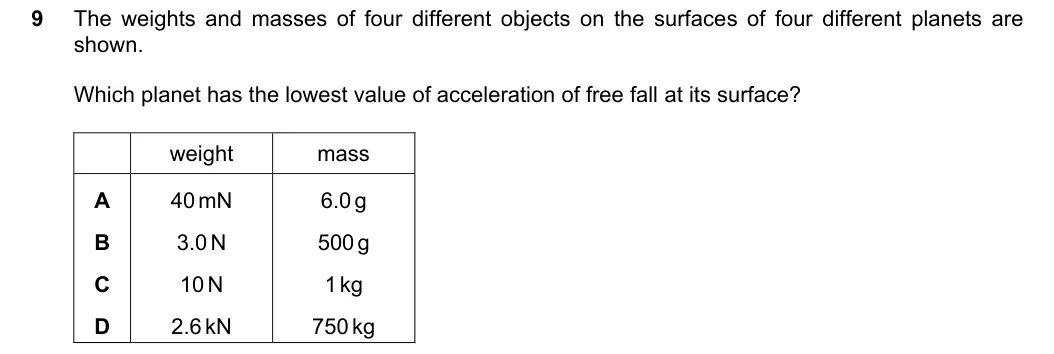 9 The weights and masses of four different objects on the surfaces of four different planets are
shown.
Which planet has the lowest value of acceleration of free fall at its surface?
weight mass
A 40 mN 6.0 g
B 3.0 N 500 g
C 10 N 1 kg
D 2.6 kN 750 kg